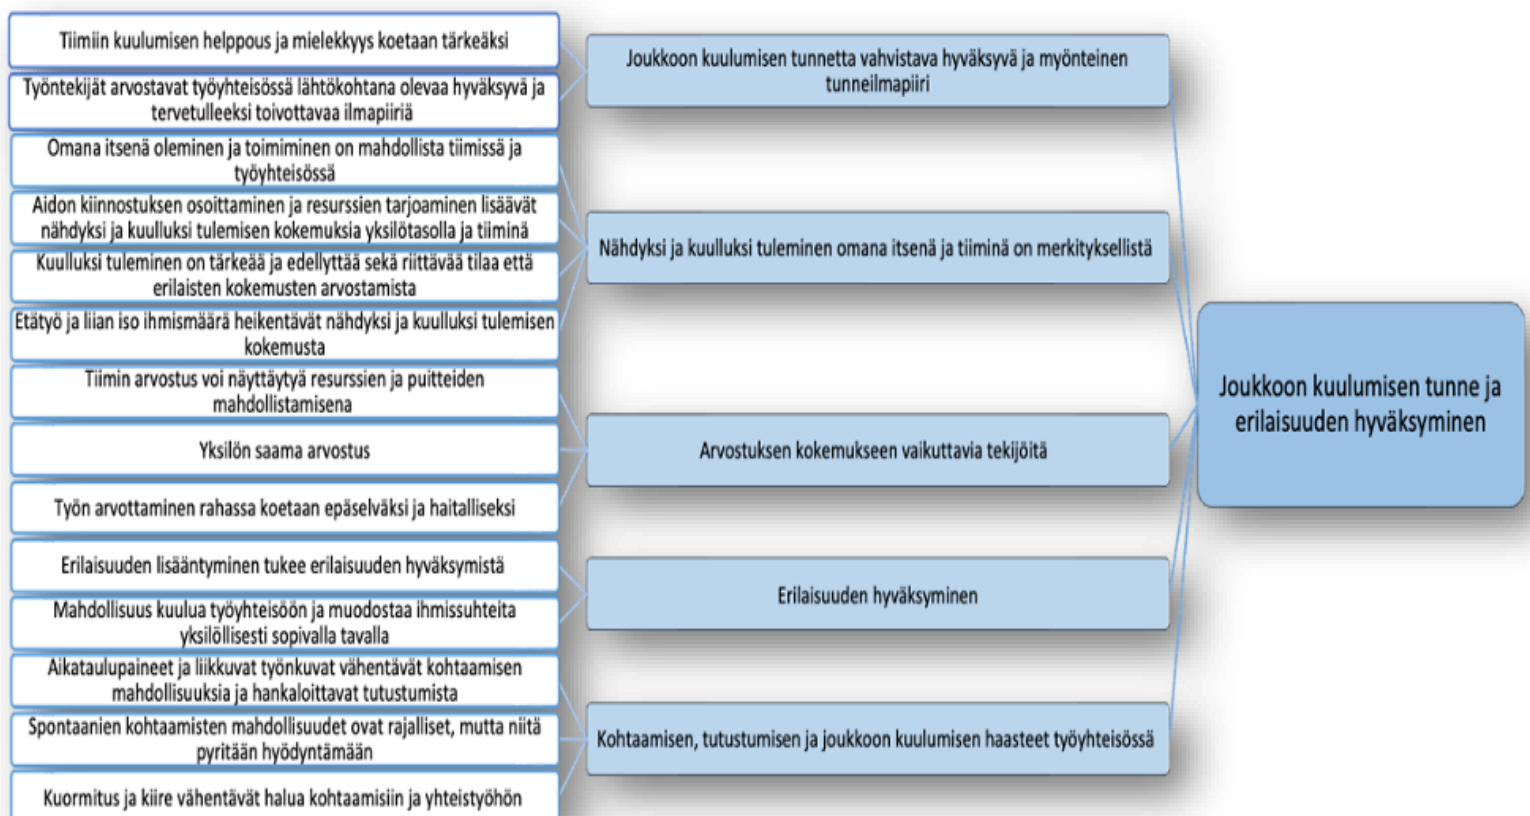 Tiimiin kuulumisen helppous ja mielekkyys koetaan tärkeäksi
Työntekijät arvostavat työyhteisössä lähtökohtana olevaa hyväksyvä ja
tervetulleeksi toivottavaa ilmapiiriä
Omana itsenä oleminen ja toimiminen on mahdollista tiimissä ja
työyhteisössä
Aidon kiinnostuksen osoittaminen ja resurssien tarjoaminen lisäävät
nähdyksi ja kuulluksi tulemisen kokemuksia yksilötasolla ja tiiminä
Kuulluksi tuleminen on tärkeää ja edellyttää sekä riittävää tilaa että
erilaisten kokemusten arvostamista
Etätyö ja liian iso ihmismäärä heikentävät nähdyksi ja kuulluksi tulemisen
kokemusta
Tiimin arvostus voi näyttäytyä resurssien ja puitteiden
mahdollistamisena
Yksilön saama arvostus
Työn arvottaminen rahassa koetaan epäselväksi ja haitalliseksi
Erilaisuuden lisääntyminen tukee erilaisuuden hyväksymistä
Mahdollisuus kuulua työyhteisöön ja muodostaa ihmissuhteita
yksilöllisesti sopivalla tavalla
Aikataulupaineet ja liikkuvat työnkuvat vähentävät kohtaamisen
mahdollisuuksia ja hankaloittavat tutustumista
Spontaanien kohtaamisten mahdollisuudet ovat rajalliset, mutta niitä
pyritään hyödyntämään
Kuormitus ja kiire vähentävät halua kohtaamisiin ja yhteistyöhön
Joukkoon kuulumisen tunnetta vahvistava hyväksyvä ja myönteinen
tunneilmapiiri
Nähdyksi ja kuulluksi tuleminen omana itsenä ja tiiminä on merkityksellistä
Arvostuksen kokemukseen vaikuttavia tekijöitä
Erilaisuuden hyväksyminen
Kohtaamisen, tutustumisen ja joukkoon kuulumisen haasteet työyhteisössä
Joukkoon kuulumisen tunne ja
erilaisuuden hyväksyminen